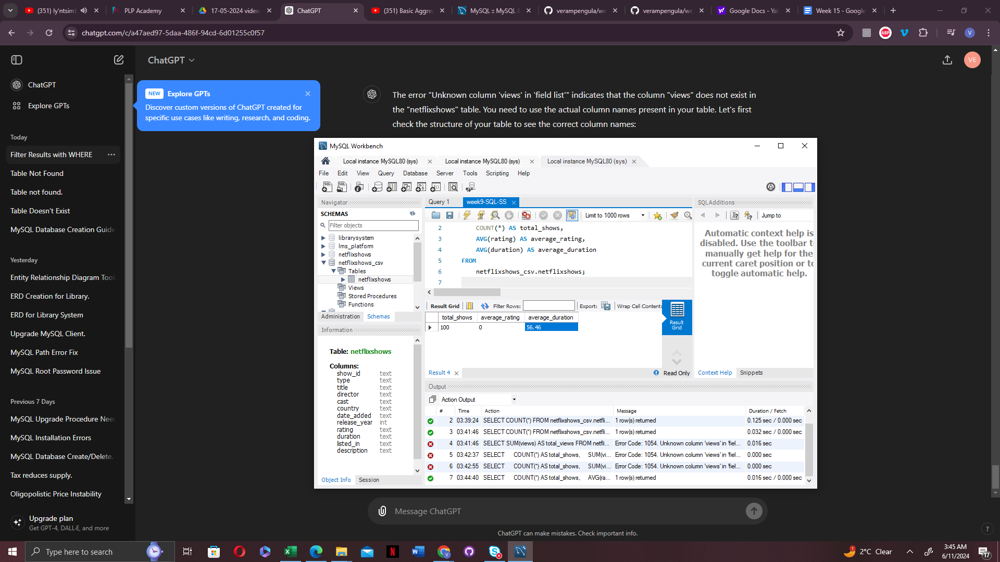 (351) ly'ntsimb
PLP Academy
17-05-2024 video
ChatGPT
(351) Basic Aggre
MySQL :: MySQL 8
verampengula/we
verampengula/we
Google Docs - Yah
Week 15 - Google
chatgpt.com/c/a47aed97-5daa-486f-94cd-6d01255c0f57
ABP
V
ChatGPT
VE
ChatGPT
Explore GPTs
NEW Explore GPTs
Discover custom versions of ChatGPT created for
specific use cases like writing, research, and coding.
Today
Filter Results with WHERE
Table Not Found
Table not found.
Table Doesn't Exist
MySQL Database Creation Guide
Yesterday
Entity Relationship Diagram Tool
ERD Creation for Library.
ERD for Library System
Upgrade MySQL Client.
MySQL Path Error Fix
MySQL Root Password Issue
Previous 7 Days
MySQL Upgrade Procedure Nee
MySQL Installation Errors
MySQL Database Create/Delete.
Tax reduces supply.
Oligopolistic Price Instability
Upgrade plan
Get GPT-4, DALL·E, and more
The error "Unknown column 'views' in 'field list'" indicates that the column "views" does not exist in
the "netflixshows" table. You need to use the actual column names present in your table. Let's first
check the structure of your table to see the correct column names:
MySQL Workbench
Local instance MySQL80 (sys)
Local instance MySQL80 (sys)
Local instance MySQL80 (sys)
File Edit View Query Database Server Tools Scripting Help
Navigator
SCHEMAS
Filter objects
librarysystem
lms_platform
netflixshows
netflixshows_csv
Tables
netflixshows
Views
Stored Procedures
Functions
Administration Schemas
Information
Table: netflixshows
Columns:
show_id text
type text
title text
director text
cast text
country text
date_added text
release_year int
rating text
duration text
listed_in text
description text
Object Info Session
Query 1 week9-SQL-SS
Limit to 1000 rows
2 COUNT(*) AS total_shows,
3 AVG(rating) AS average_rating,
4 AVG(duration) AS average_duration
5 FROM
6 netflixshows_csv.netflixshows;
7
Result Grid Filter Rows: Export: Wrap Cell Content:
total_shows average_rating average_duration
100 0 56.46
Result
Grid
Result 4
Read Only
SQLAdditions
Jump to
Automatic context help is
disabled. Use the toolbar t
manually get help for the
current caret position or to
toggle automatic help.
Context Help Snippets
Output
Action Output
# Time Action Message Duration / Fetch
2 03:39:24 SELECT COUNT(*) FROM netflixshows_csv.netfli... 1 row(s) returned 0.125 sec / 0.000 sec
3 03:41:46 SELECT COUNT(*) FROM netflixshows_csv.netfli... 1 row(s) returned 0.032 sec / 0.000 sec
4 03:41:46 SELECT SUM(views) AS total_views FROM netfli... Error Code: 1054. Unknown column 'views' in 'fiel... 0.016 sec
5 03:42:37 SELECT COUNT(*) AS total_shows, SUM(vi... Error Code: 1054. Unknown column 'views' in 'fiel... 0.000 sec
6 03:42:55 SELECT COUNT(*) AS total_shows, SUM(vi... Error Code: 1054. Unknown column 'views' in 'fiel... 0.000 sec
7 03:44:40 SELECT COUNT(*) AS total_shows, AVG(ra... 1 row(s) returned 0.016 sec / 0.000 sec
Message ChatGPT
ChatGPT can make mistakes. Check important info.
?
Type here to search
2°C Clear
3:45 AM
6/11/2024
17